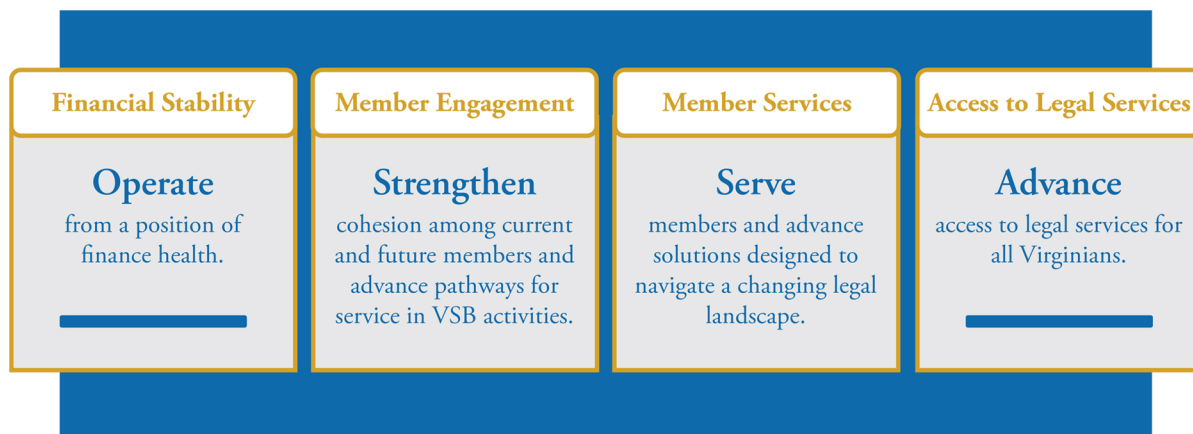 Financial Stability
Operate
from a position of
finance health.
Member Engagement
Strengthen
cohesion among current
and future members and
advance pathways for
service in VSB activities.
Member Services
Serve
members and advance
solutions designed to
navigate a changing legal
landscape.
Access to Legal Services
Advance
access to legal services for
all Virginians.